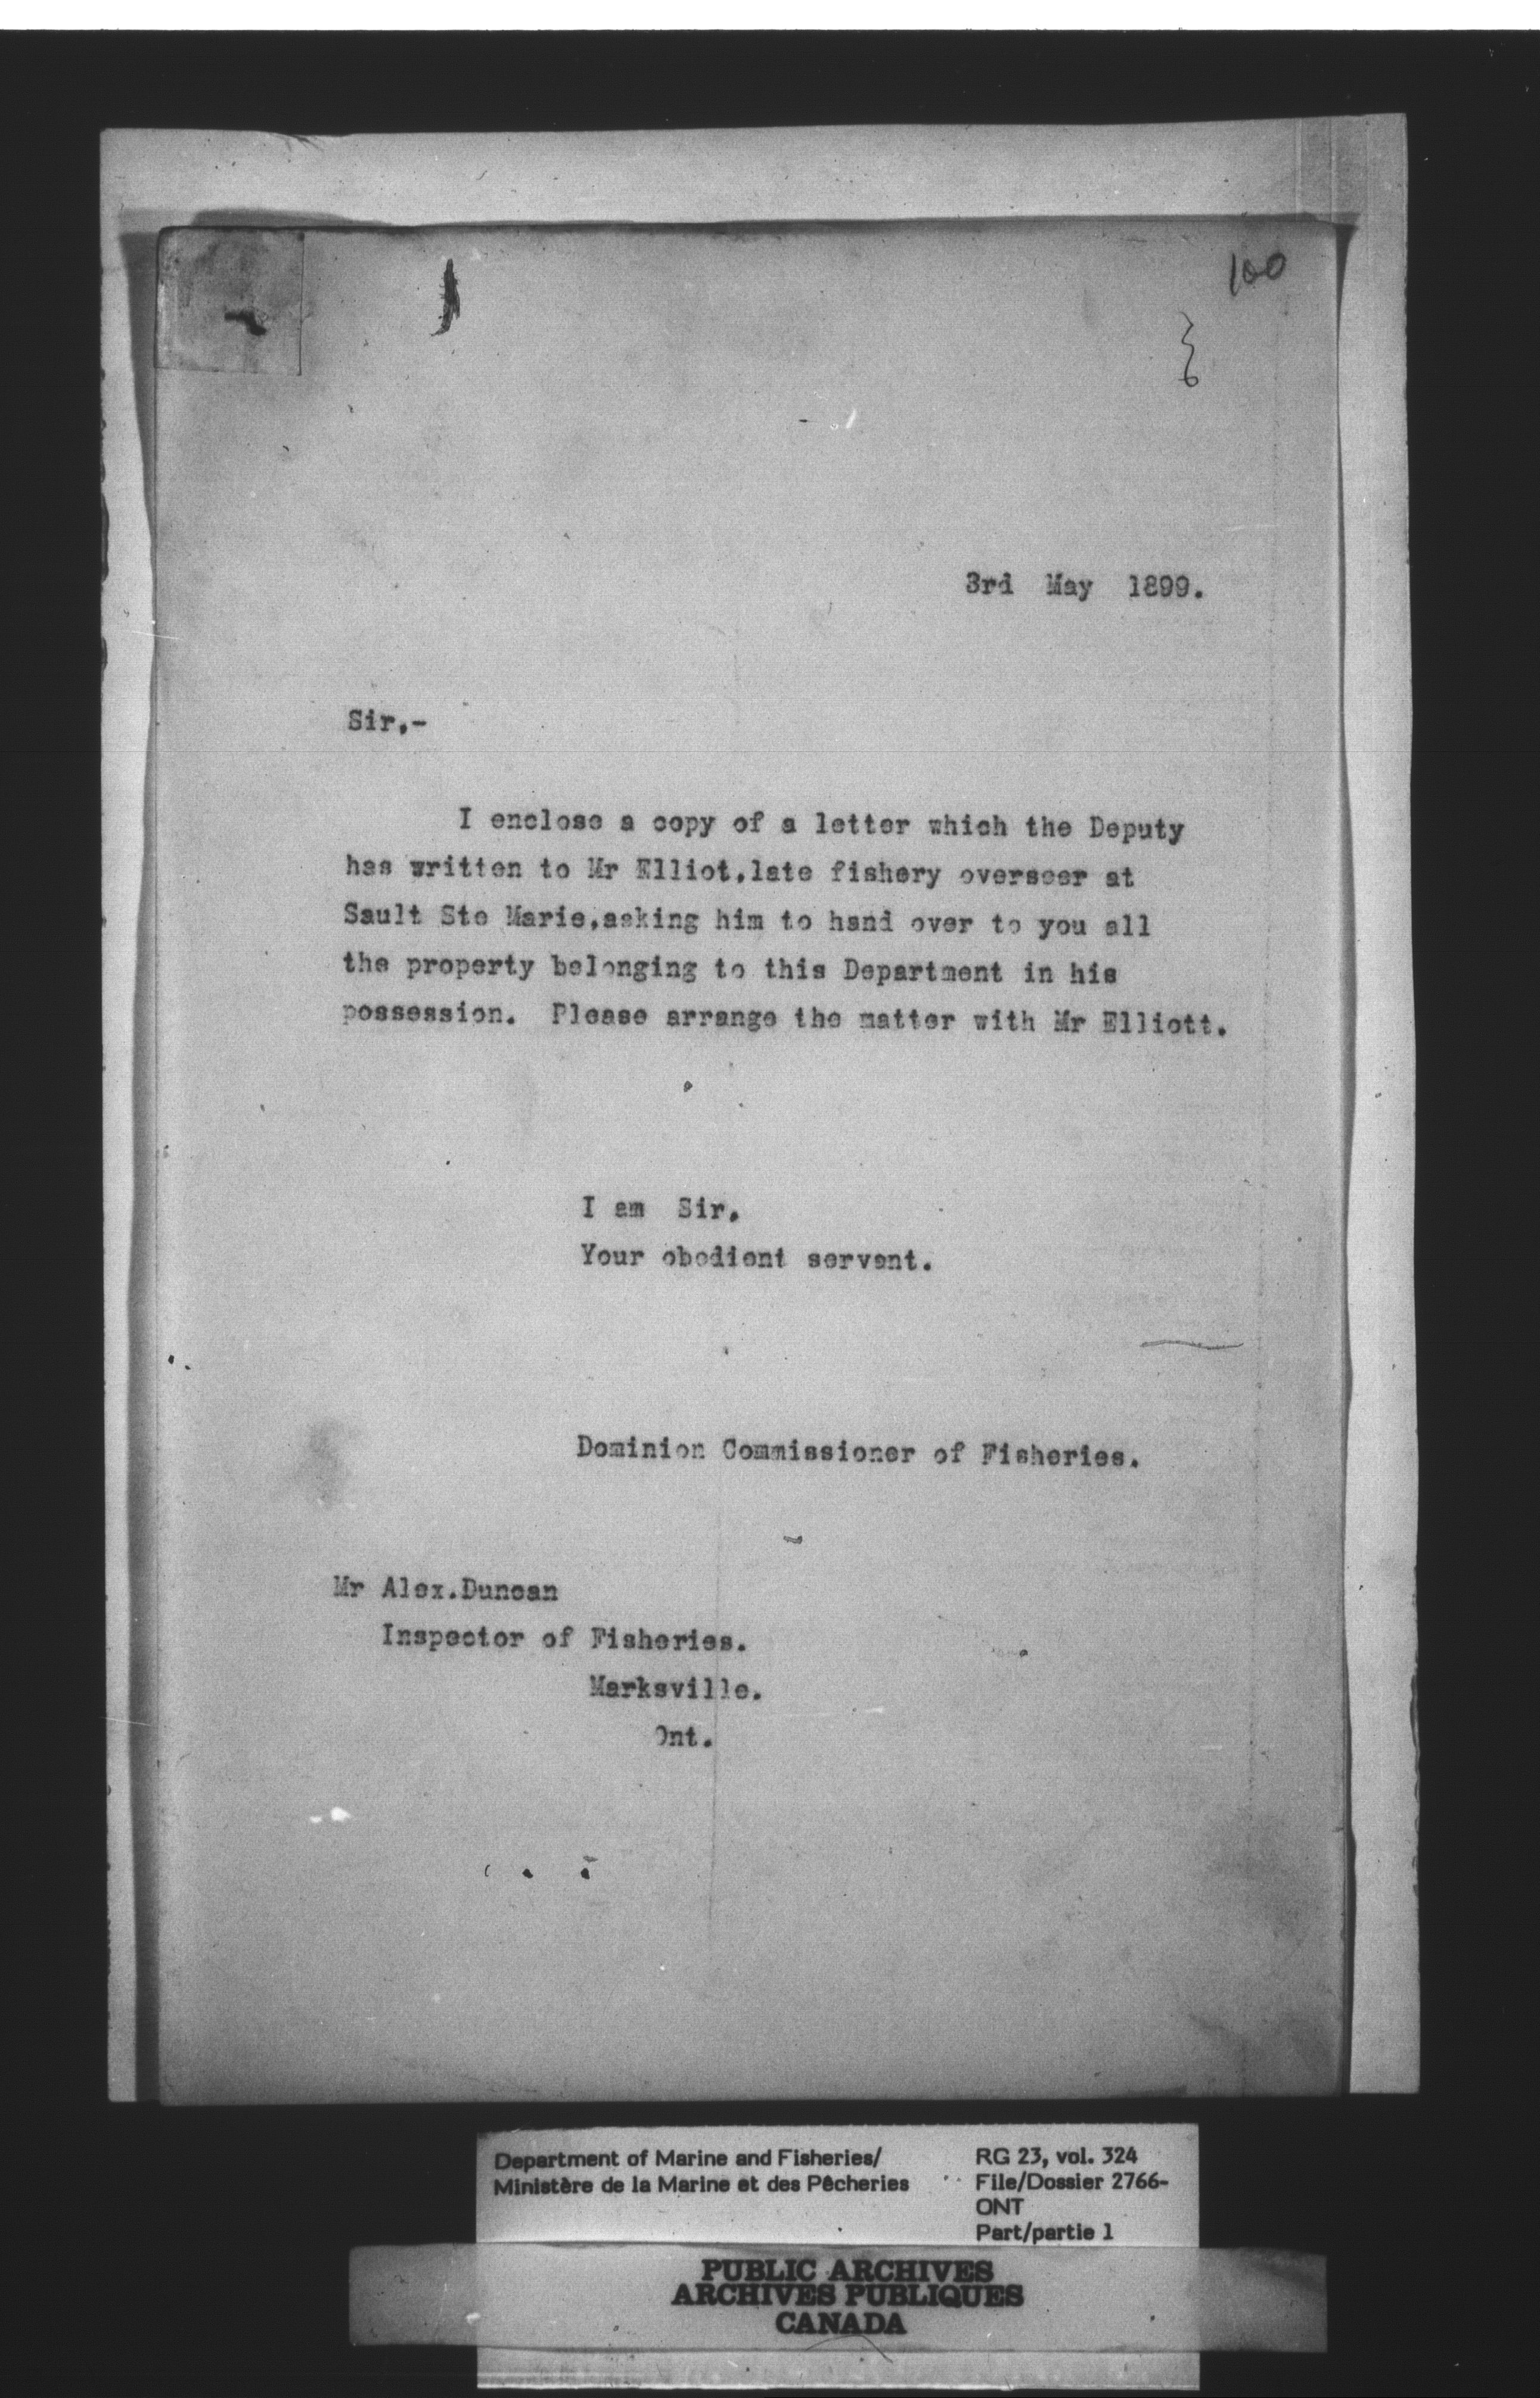 100
3rd May 1899.
Sir,-
I enclose a copy of a letter which the Deputy
has written to Mr Elliot,late fishery overseer at
Sault Ste Marie,asking him to hand over to you all
the property belonging to this Department in his
possession. Please arrange the matter with Mr Elliott.
I am Sir,
Your obedient servant.
Dominion Commissioner of Fisheries.
Mr Alex.Duncan
Inspector of Fisheries.
Marksville.
Ont.
Department of Marine and Fisheries/
Ministère de la Marine et des Pêcheries
RG 23, vol. 324
File/Dossier 2766-
ONT
Part/partie 1
PUBLIC ARCHIVES
ARCHIVES PUBLIQUES
CANADA